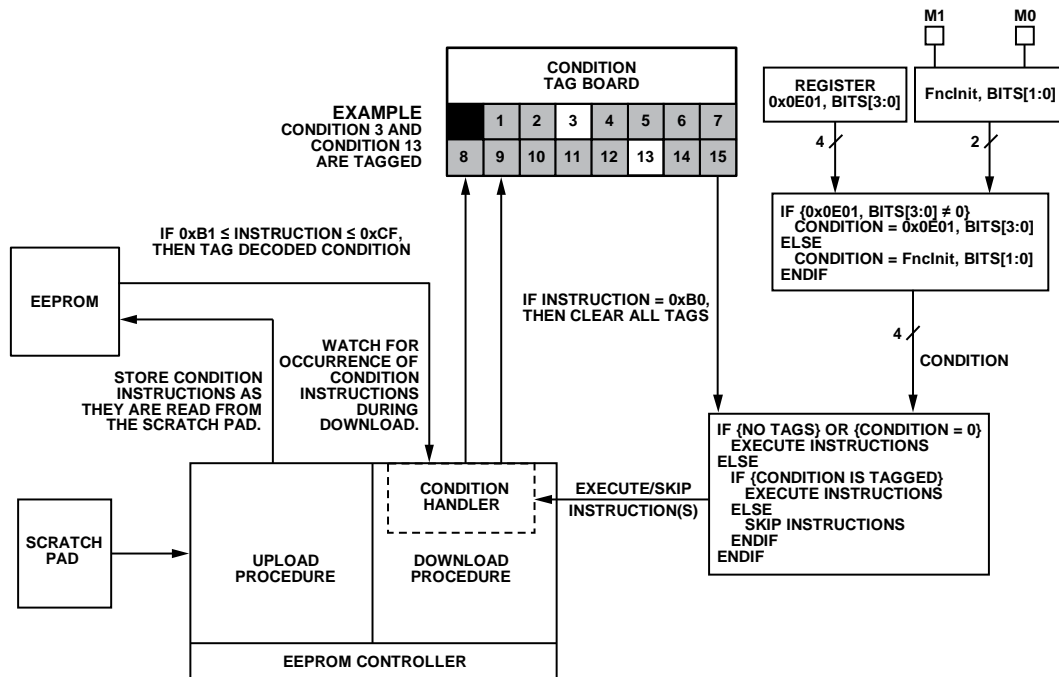 M1
M0
CONDITION
TAG BOARD
REGISTER
0x0E01, BITS[3:0]
FncInit, BITS[1:0]
EXAMPLE
CONDITION 3 AND
CONDITION 13
ARE TAGGED
1 2 3 4 5 6 7
8 9 10 11 12 13 14 15
4
2
IF {0x0E01, BITS[3:0] ≠ 0}
CONDITION = 0x0E01, BITS[3:0]
ELSE
CONDITION = FncInit, BITS[1:0]
ENDIF
IF 0xB1 ≤ INSTRUCTION ≤ 0xCF,
THEN TAG DECODED CONDITION
EEPROM
IF INSTRUCTION = 0xB0,
THEN CLEAR ALL TAGS
4
CONDITION
WATCH FOR
OCCURRENCE OF
CONDITION
INSTRUCTIONS
DURING
DOWNLOAD.
STORE CONDITION
INSTRUCTIONS AS
THEY ARE READ FROM
THE SCRATCH PAD.
IF {NO TAGS} OR {CONDITION = 0}
EXECUTE INSTRUCTIONS
ELSE
IF {CONDITION IS TAGGED}
EXECUTE INSTRUCTIONS
ELSE
SKIP INSTRUCTIONS
ENDIF
ENDIF
CONDITION
HANDLER
EXECUTE/SKIP
INSTRUCTION(S)
SCRATCH
PAD
UPLOAD
PROCEDURE
DOWNLOAD
PROCEDURE
EEPROM CONTROLLER